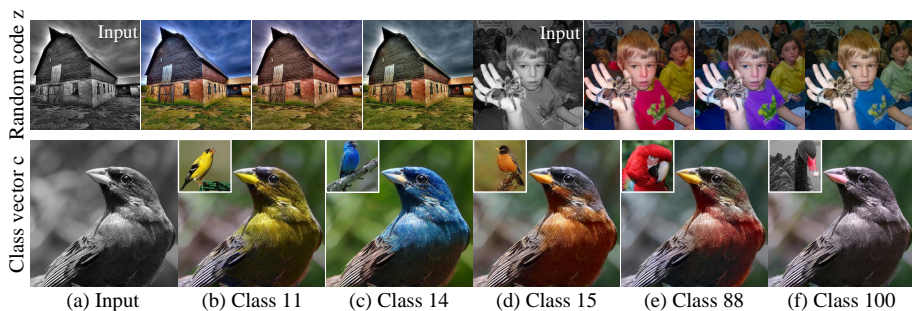 Random code z
Input
Input
Class vector c
(a) Input
(b) Class 11
(c) Class 14
(d) Class 15
(e) Class 88
(f) Class 100